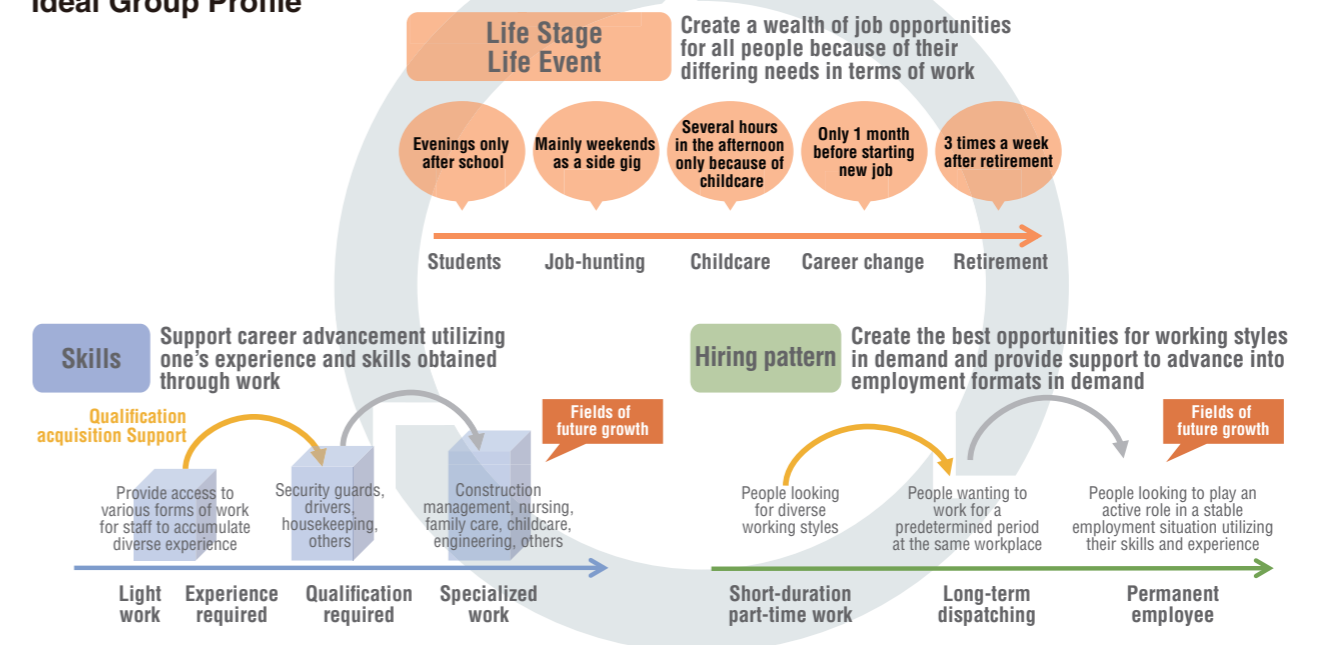 Ideal Group Profile
Life Stage
Life Event
Create a wealth of job opportunities
for all people because of their
differing needs in terms of work
Evenings only
after school
Mainly weekends
as a side gig
Several hours
in the afternoon
only because of
childcare
Only 1 month
before starting
new job
3 times a week
after retirement
Students
Job-hunting
Childcare
Career change
Retirement
Skills
Support career advancement utilizing
one's experience and skills obtained
through work
Qualification
acquisition Support
Fields of
future growth
Provide access to
various forms of work
for staff to accumulate
diverse experience
Security guards,
drivers,
housekeeping,
others
Construction
management, nursing,
family care, childcare,
engineering, others
Light
work
Experience
required
Qualification
required
Specialized
work
Hiring pattern
Create the best opportunities for working styles
in demand and provide support to advance into
employment formats in demand
Fields of
future growth
People looking
for diverse
working styles
People wanting to
work for a
predetermined period
at the same workplace
People looking to play an
active role in a stable
employment situation utilizing
their skills and experience
Short-duration
part-time work
Long-term
dispatching
Permanent
employee